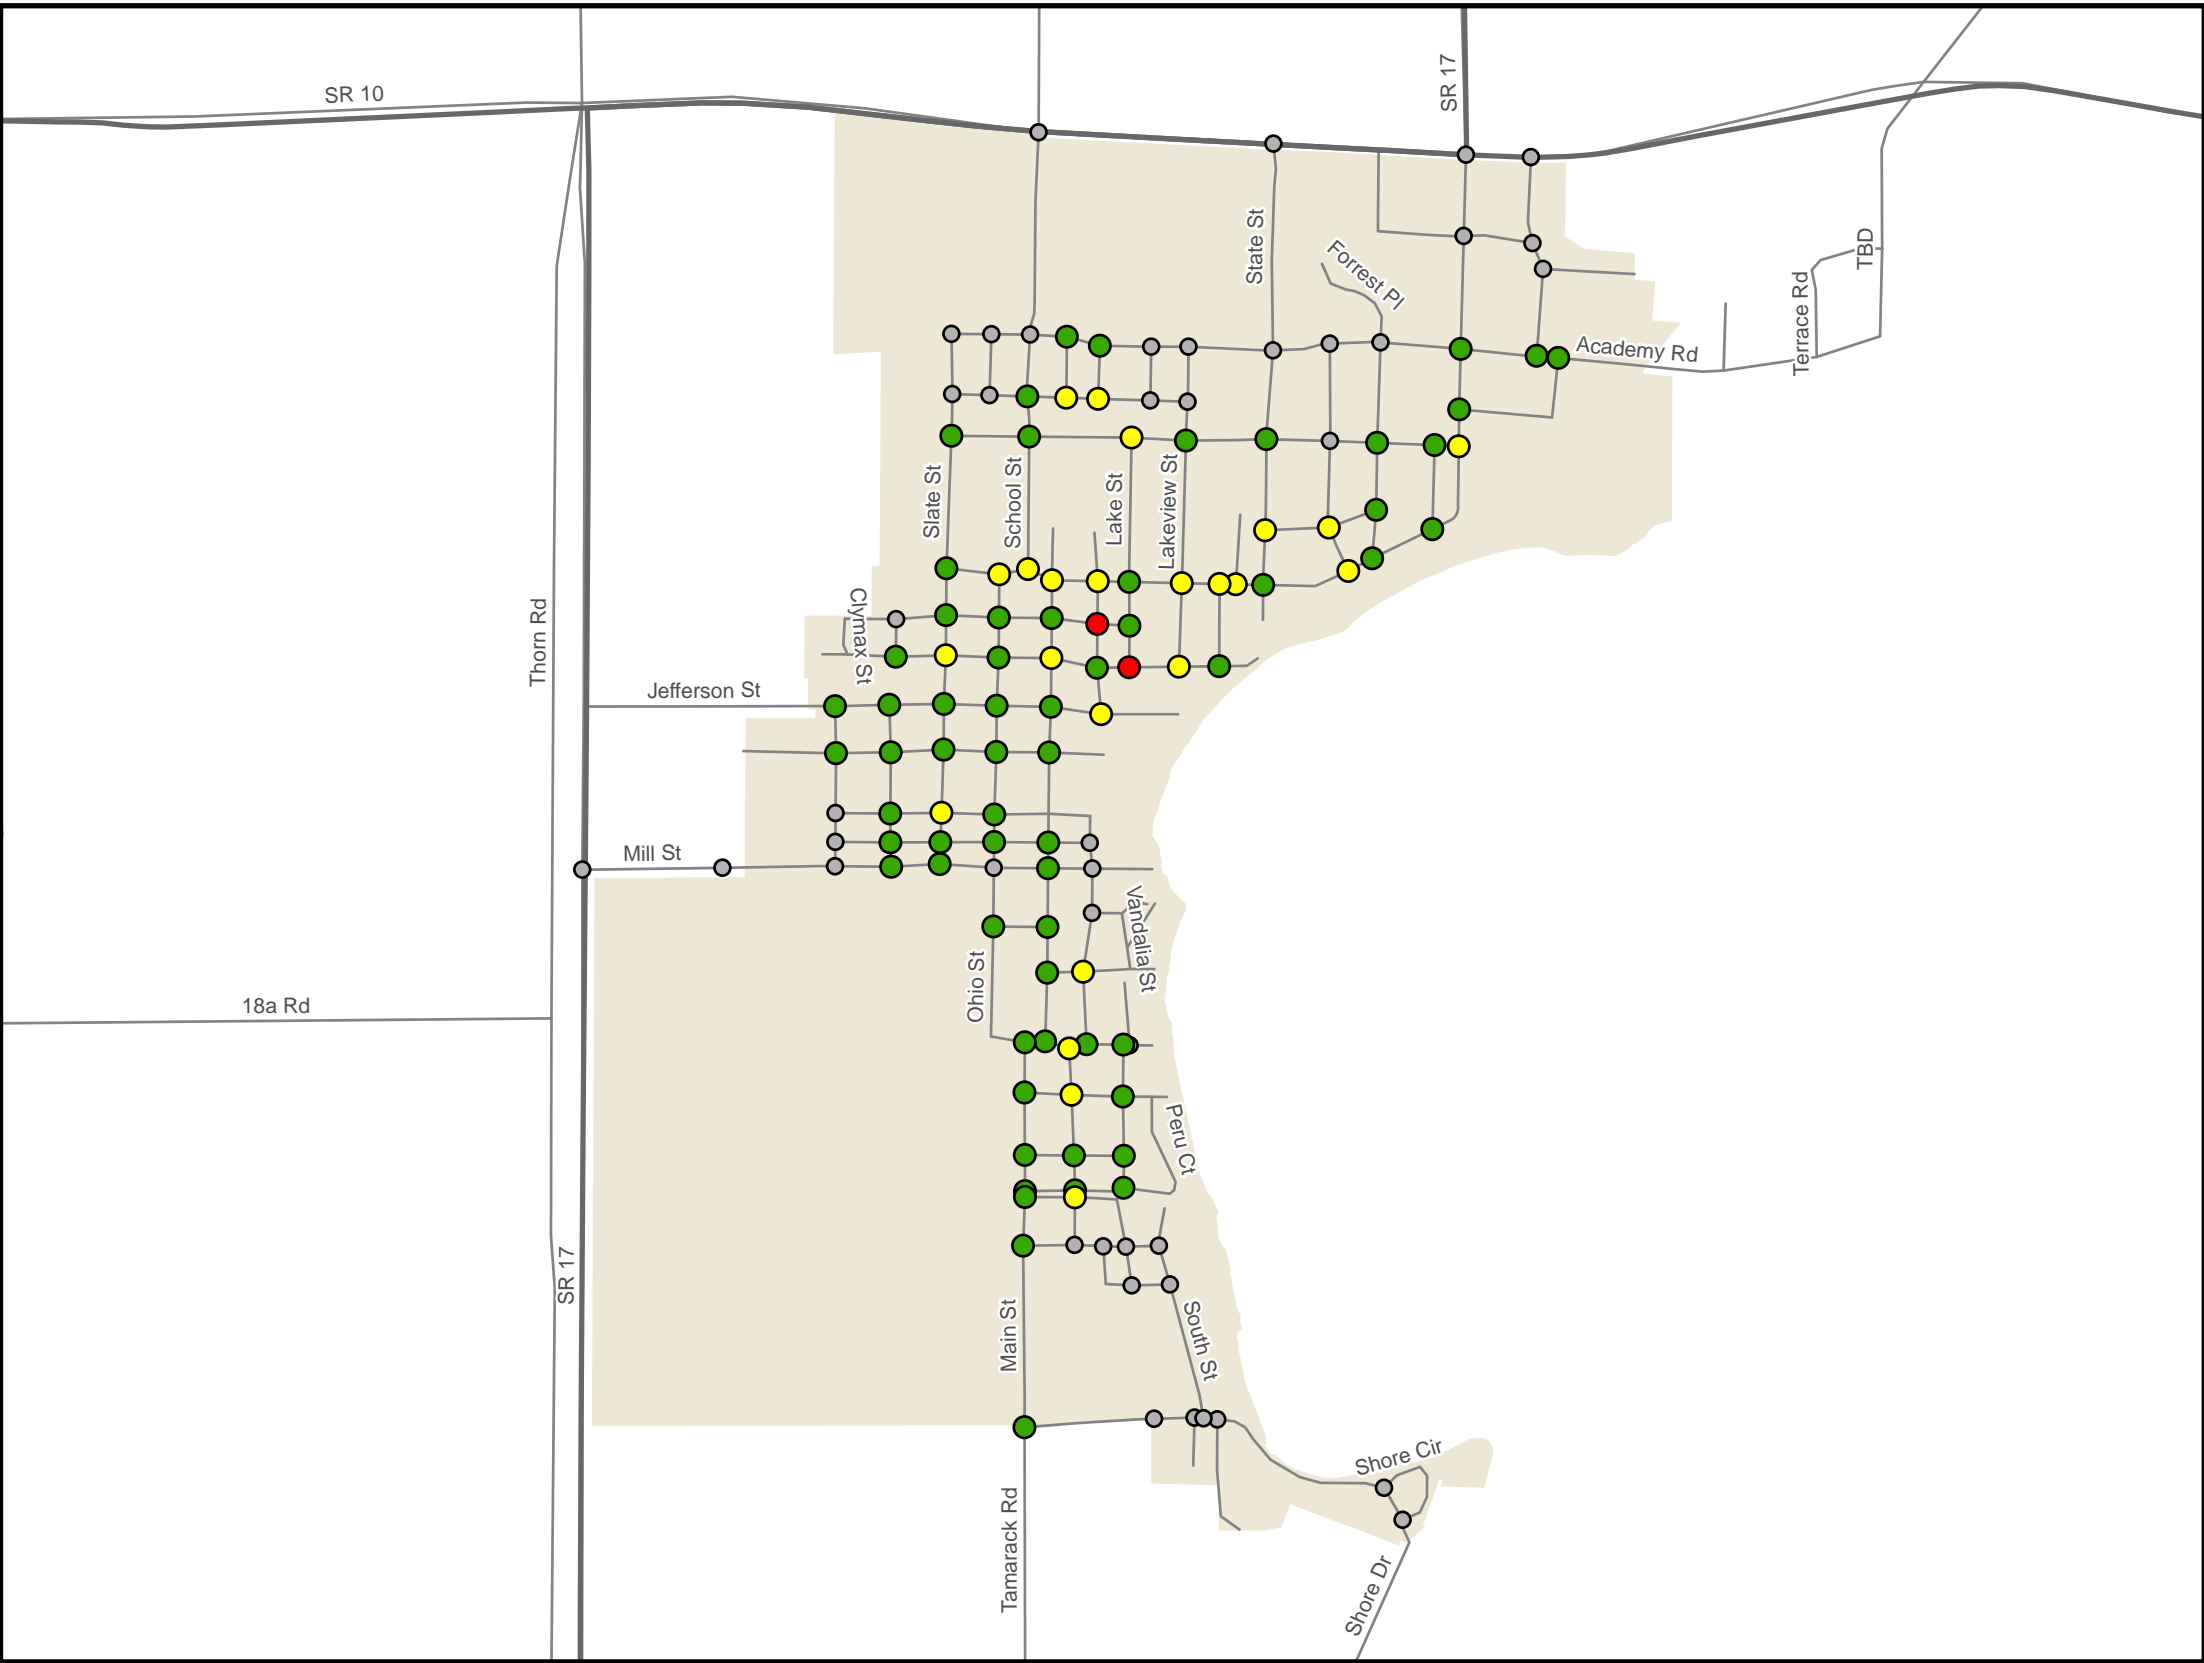 SR 10
SR 17
State St
Forrest Pl
TBD
Terrace Rd
Academy Rd
Slate St
School St
Lake St
Lakeview St
Clymax St
Thorn Rd
Jefferson St
Mill St
Vandalia St
Ohio St
18a Rd
Peru Ct
SR 17
Main St
South St
Shore Cir
Tamarack Rd
Shore Dr